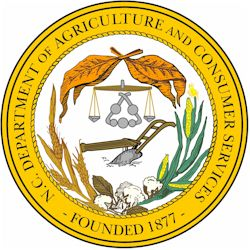 N.C. DEPARTMENT OF AGRICULTURE AND CONSUMER SERVICES
- FOUNDED 1877 -